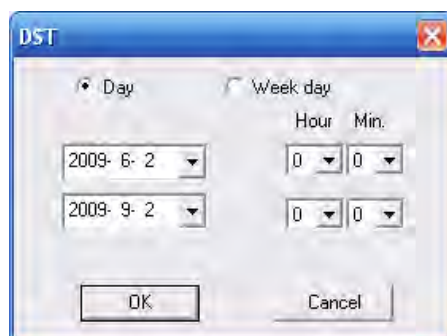 DST
Day Week day
Hour Min.
2009- 6- 2 0 0
2009- 9- 2 0 0
OK Cancel